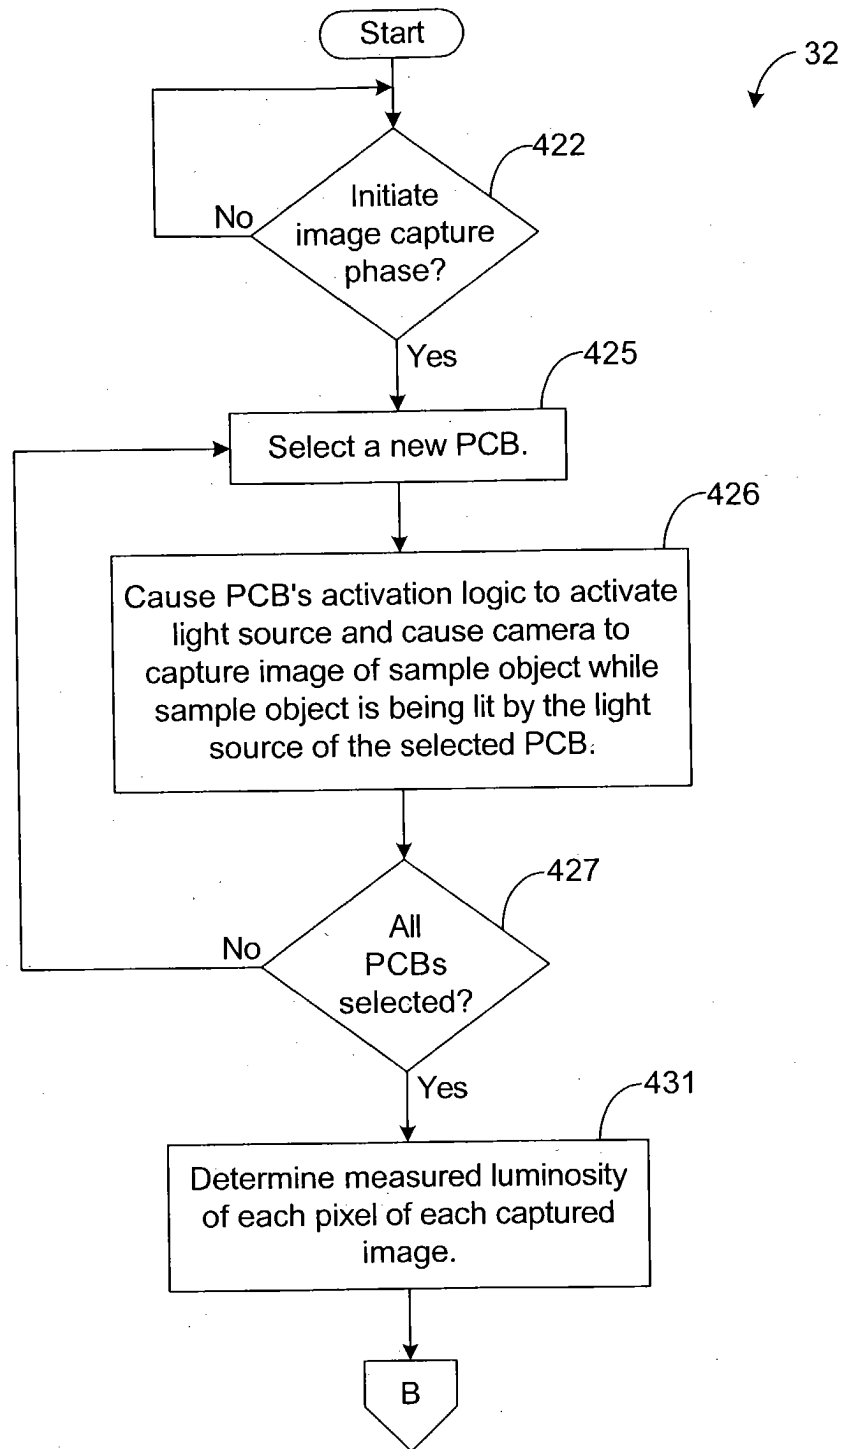 Start
32
422
Initiate
image capture
phase?
No
Yes
425
Select a new PCB.
426
Cause PCB's activation logic to activate
light source and cause camera to
capture image of sample object while
sample object is being lit by the light
source of the selected PCB.
427
All
PCBs
selected?
No
Yes
431
Determine measured luminosity
of each pixel of each captured
image.
B